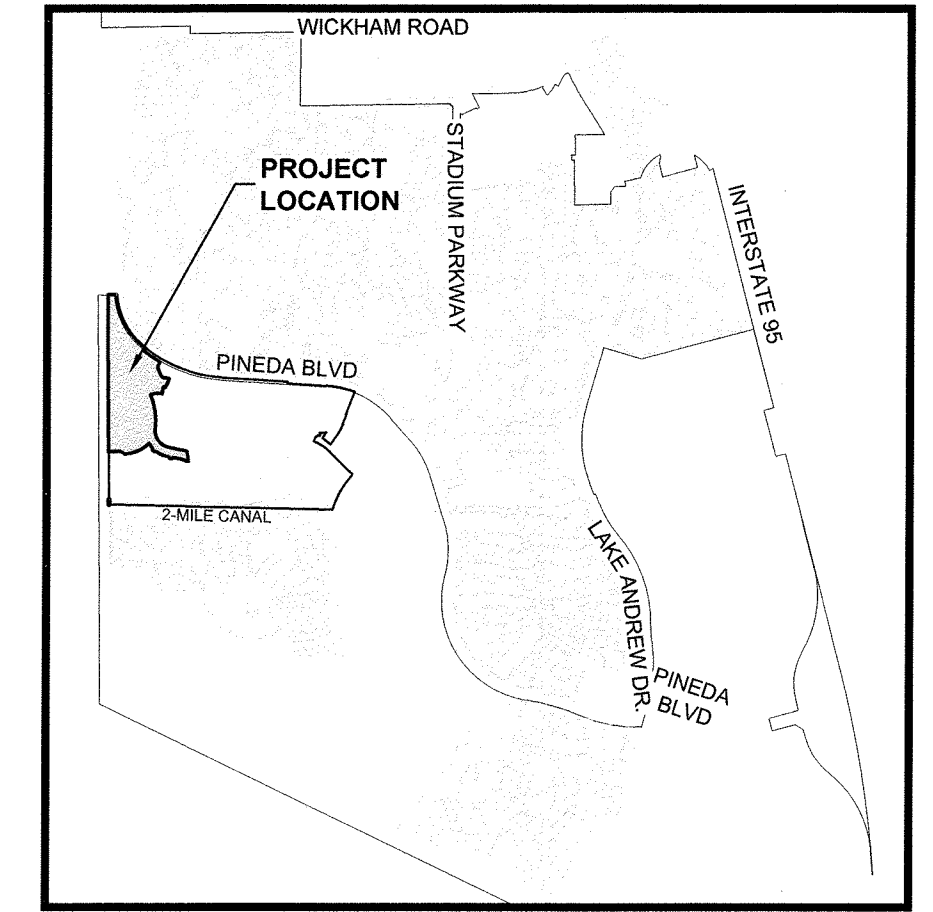 WICKHAM ROAD
STADIUM PARKWAY
PROJECT
LOCATION
INTERSTATE 95
PINEDA BLVD
2-MILE CANAL
LAKE ANDREW DR.
PINEDA
BLVD